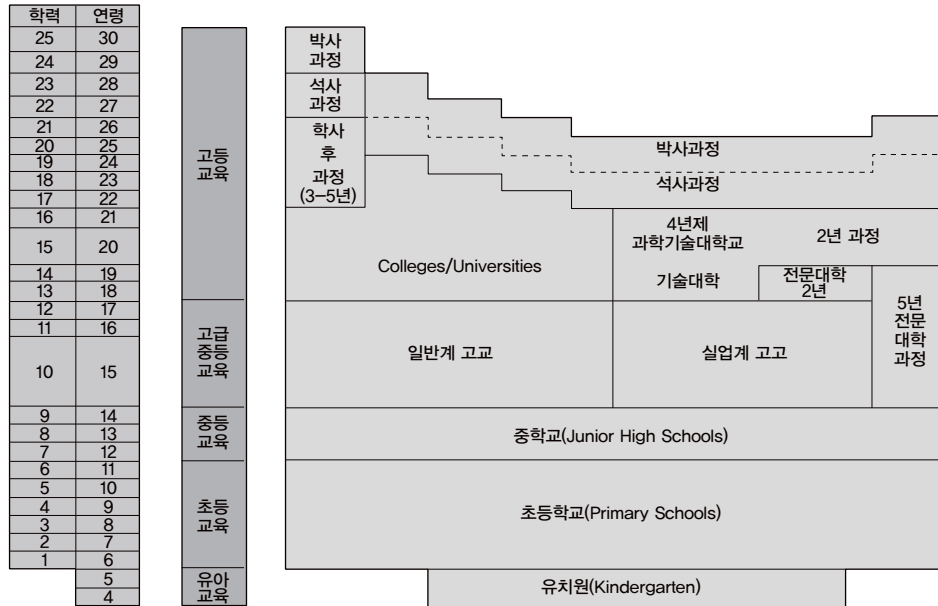 학력 연령
25 30
24 29
23 28
22 27
21 26
20 25
19 24
18 23
17 22
16 21
15 20
14 19
13 18
12 17
11 16
10 15
9 14
8 13
7 12
6 11
5 10
4 9
3 8
2 7
1 6
5
4
고등
교육
고급
중등
교육
중등
교육
초등
교육
유아
교육
박사
과정
석사
과정
학사
후
과정
(3-5년)
박사과정
석사과정
Colleges/Universities
4년제
과학기술대학교
기술대학
2년 과정
전문대학
2년
5년
전문
대학
과정
일반계 고교
실업계 고고
중학교(Junior High Schools)
초등학교(Primary Schools)
유치원(Kindergarten)